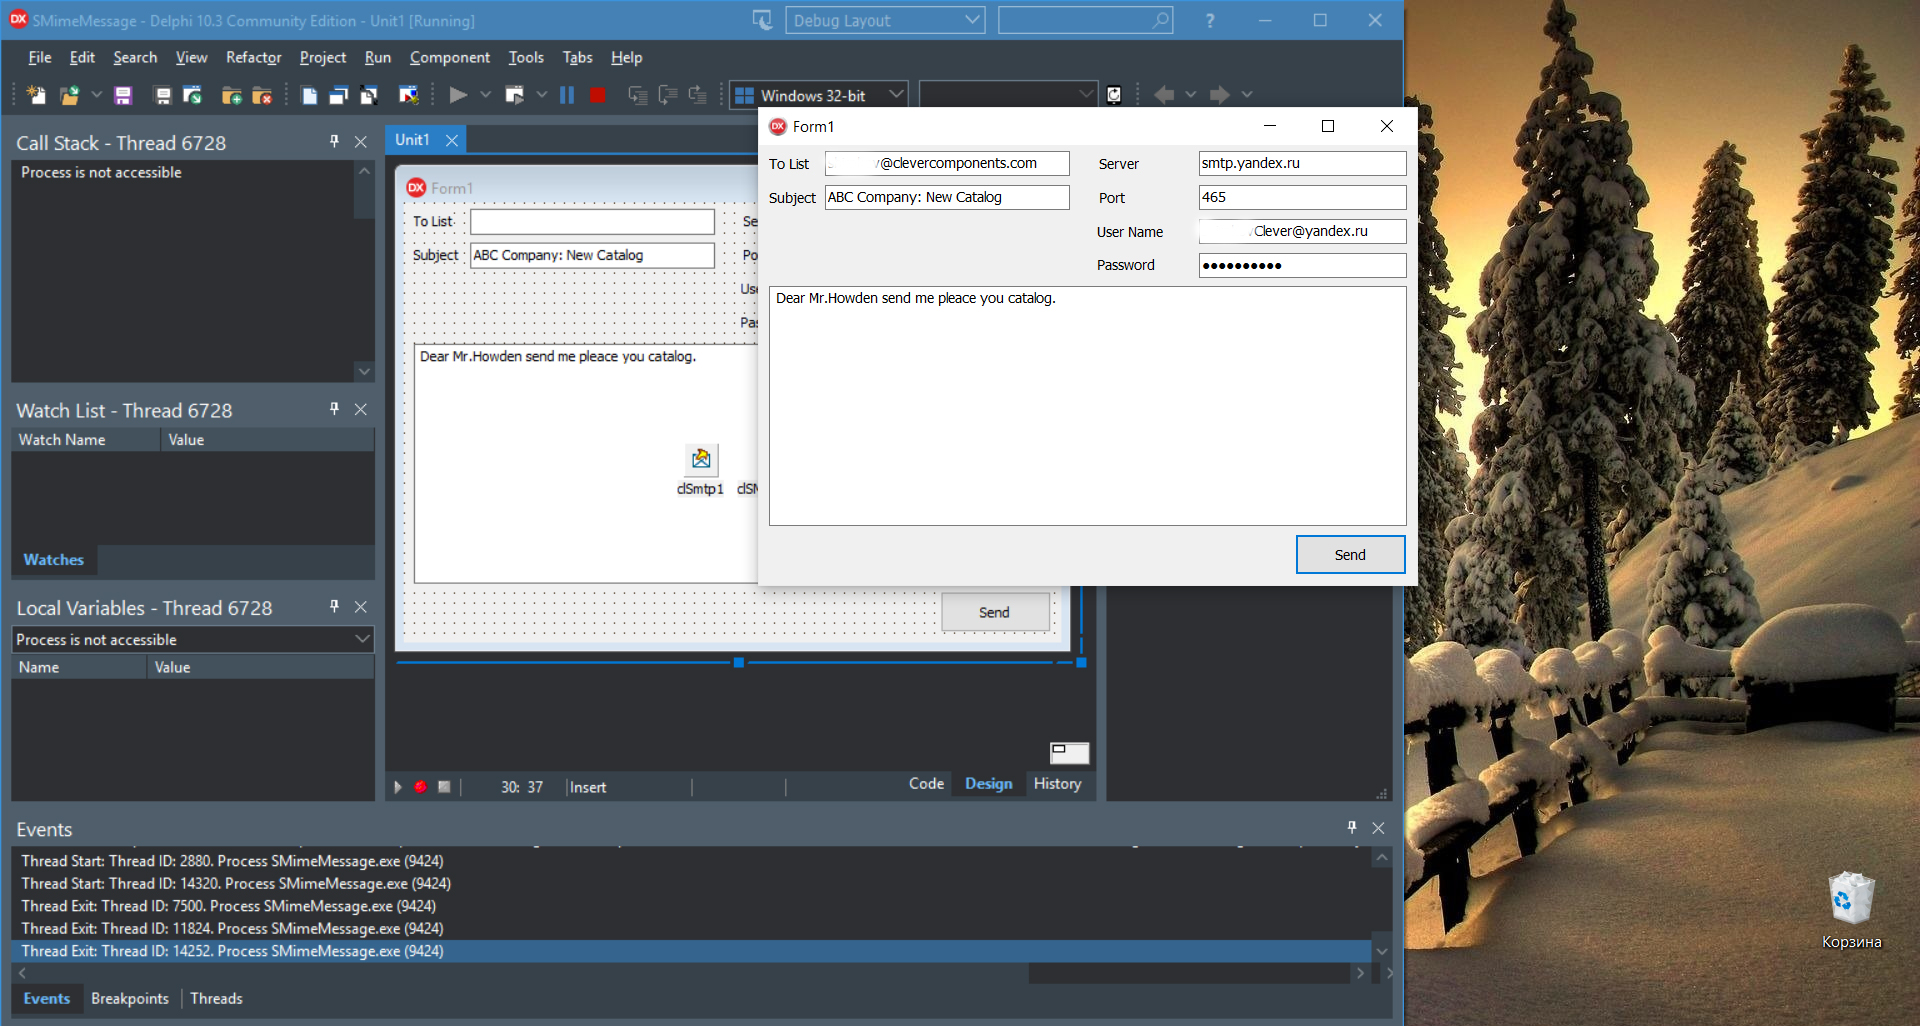 SMimeMessage - Delphi 10.3 Community Edition - Unit1 [Running]
Debug Layout
?
File Edit Search View Refactor Project Run Component Tools Tabs Help
Windows 32-bit
Call Stack - Thread 6728
Process is not accessible
Watch List - Thread 6728
Watch Name Value
Watches
Local Variables - Thread 6728
Process is not accessible
Name Value
Unit1
DX Form1
To List
Subject ABC Company: New Catalog
Dear Mr.Howden send me pleace you catalog.
clSmtp1
Send
DX Form1
To List @clevercomponents.com
Server smtp.yandex.ru
Subject ABC Company: New Catalog
Port 465
User Name Clever@yandex.ru
Password ●●●●●●●●●●
Dear Mr.Howden send me pleace you catalog.
Send
30: 37 Insert
Code Design History
Events
Thread Start: Thread ID: 2880. Process SMimeMessage.exe (9424)
Thread Start: Thread ID: 14320. Process SMimeMessage.exe (9424)
Thread Exit: Thread ID: 7500. Process SMimeMessage.exe (9424)
Thread Exit: Thread ID: 11824. Process SMimeMessage.exe (9424)
Thread Exit: Thread ID: 14252. Process SMimeMessage.exe (9424)
Events Breakpoints Threads
Корзина